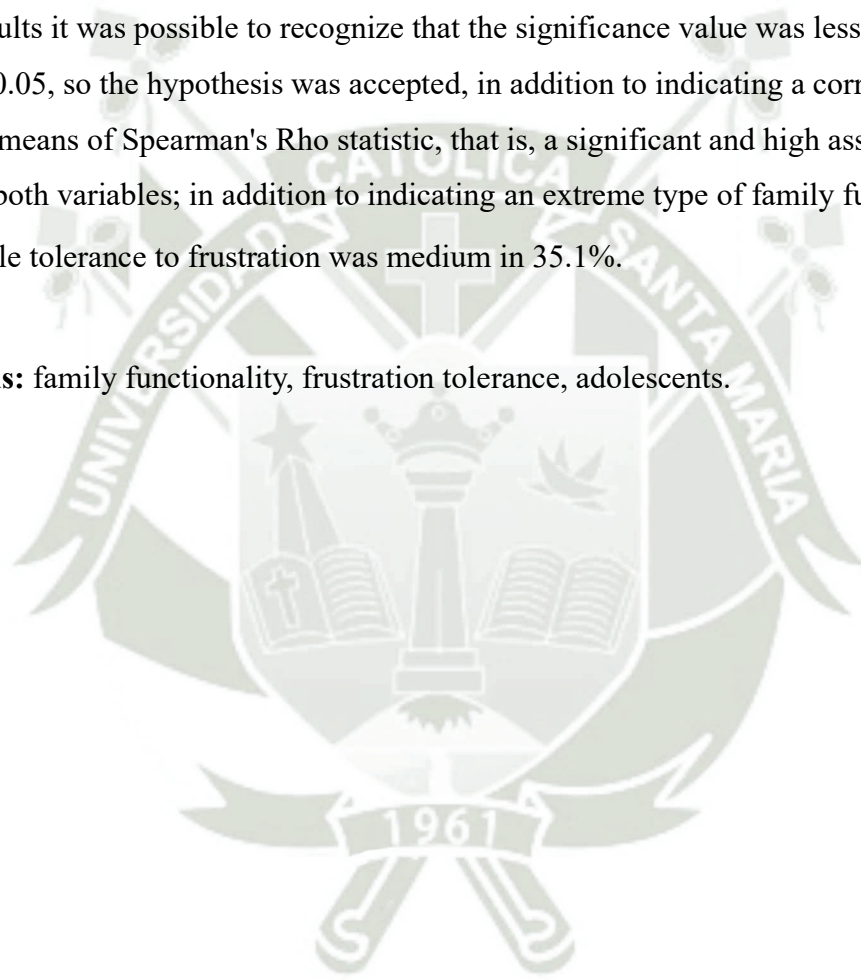 ults it was possible to recognize that the significance value was less
0.05, so the hypothesis was accepted, in addition to indicating a corr
means of Spearman's Rho statistic, that is, a significant and high ass
both variables; in addition to indicating an extreme type of family fu
le tolerance to frustration was medium in 35.1%.
s: family functionality, frustration tolerance, adolescents.
UNIVERSIDAD CATOLICA SANTA MARIA
1961